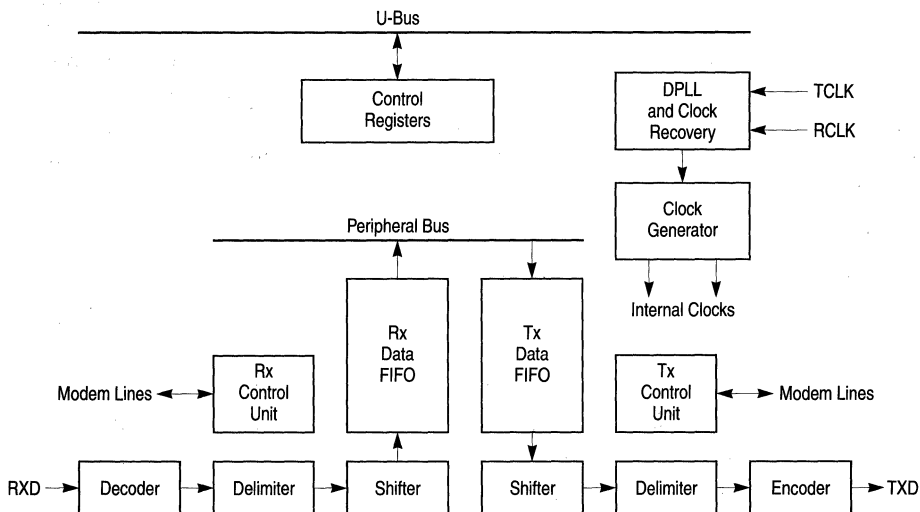 U-Bus
Control
Registers
DPLL
and Clock
Recovery
TCLK
RCLK
Clock
Generator
Internal Clocks
Peripheral Bus
Rx
Data
FIFO
Tx
Data
FIFO
Modem Lines
Rx
Control
Unit
Tx
Control
Unit
Modem Lines
RXD
Decoder
Delimiter
Shifter
Shifter
Delimiter
Encoder
TXD